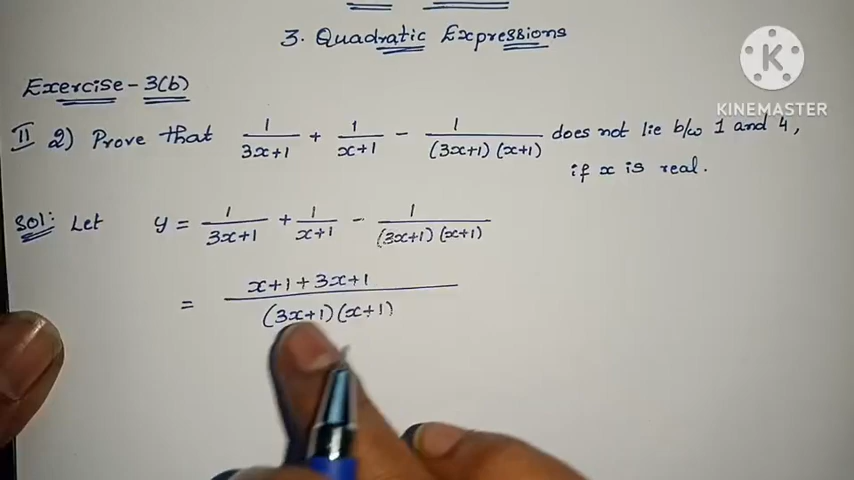 3. Quadratic Expressions
K
KINEMASTER
Exercise - 3(b)
II 2) Prove that 1/(3x+1) + 1/(x+1) - 1/((3x+1)(x+1)) does not lie b/w 1 and 4,
if x is real.
Sol: Let y = 1/(3x+1) + 1/(x+1) - 1/((3x+1)(x+1))
= (x+1+3x+1)/((3x+1)(x+1))